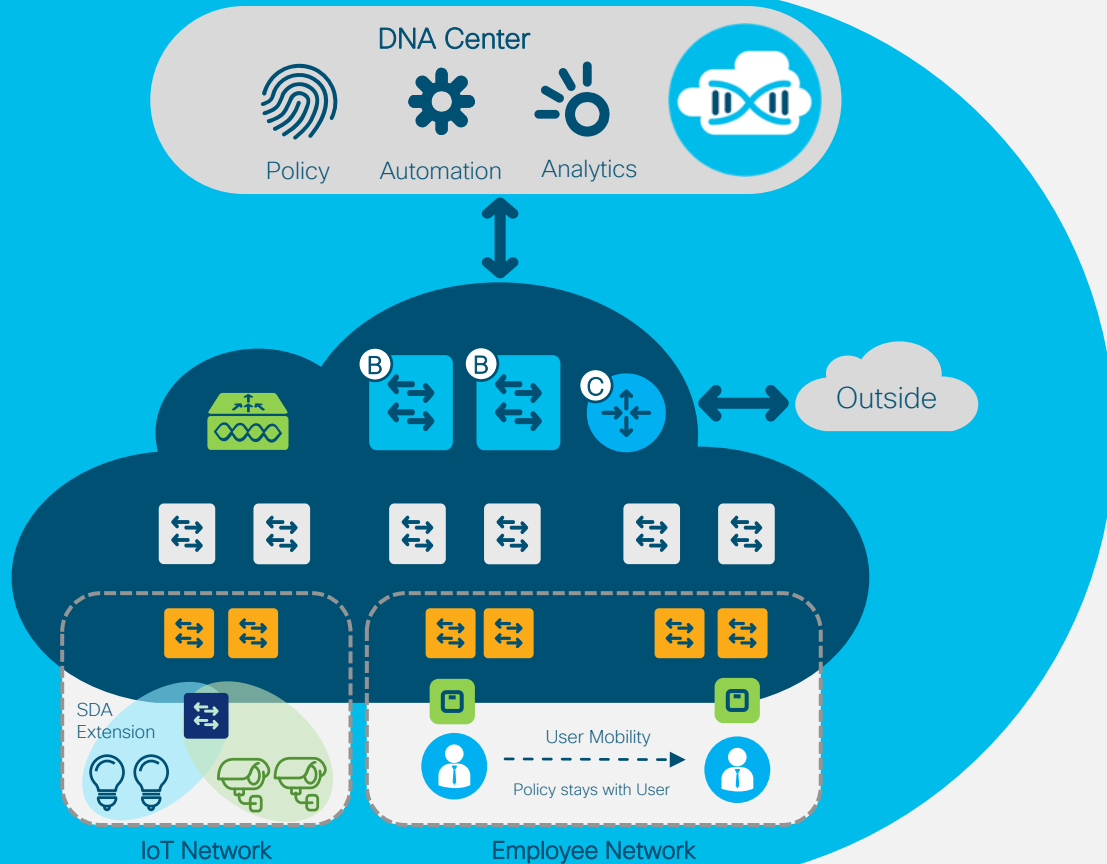 DNA Center
Policy
Automation
Analytics
B
B
C
Outside
SDA
Extension
User Mobility
Policy stays with User
IoT Network
Employee Network